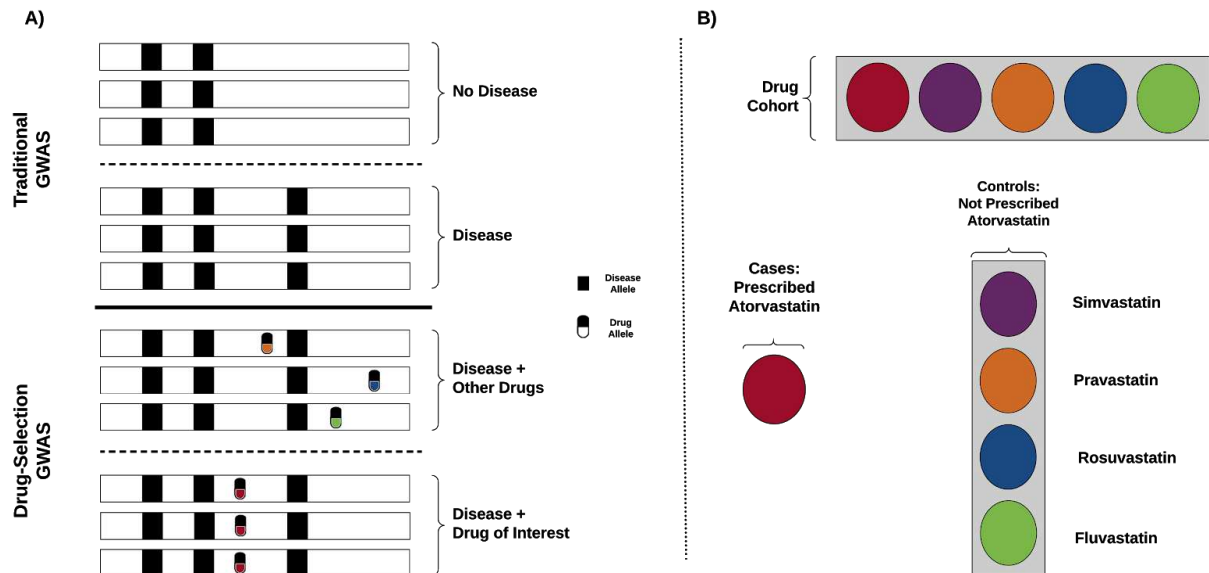 A)
Traditional
GWAS
No Disease
Disease
Disease
Allele
Drug
Allele
Drug-Selection
GWAS
Disease +
Other Drugs
Disease +
Drug of Interest
B)
Drug
Cohort
Controls:
Not Prescribed
Atorvastatin
Cases:
Prescribed
Atorvastatin
Simvastatin
Pravastatin
Rosuvastatin
Fluvastatin